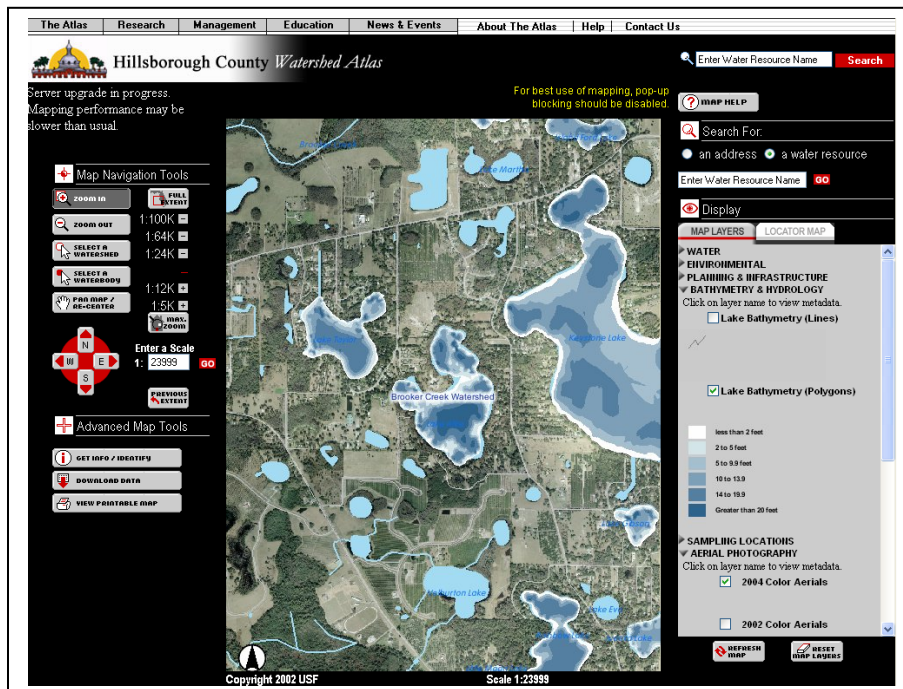 The Atlas Research Management Education News & Events About The Atlas | Help | Contact Us
Hillsborough County Watershed Atlas
Enter Water Resource Name Search
Server upgrade in progress.
Mapping performance may be
slower than usual.
For best use of mapping, pop-up
blocking should be disabled.
MAP HELP
Search For:
an address a water resource
Enter Water Resource Name GO
Display
MAP LAYERS LOCATOR MAP
Map Navigation Tools
ZOOM IN
FULL EXTENT
ZOOM OUT
1:100K
1:64K
SELECT A WATERSHED
1:24K
SELECT A WATERBODY
1:12K
PAN MAP / RE-CENTER
1:5K
MAX. ZOOM
N
W E
S
Enter a Scale
1: 23999 GO
PREVIOUS EXTENT
Advanced Map Tools
GET INFO / IDENTIFY
DOWNLOAD DATA
VIEW PRINTABLE MAP
Lake Martha
Lake Taylor
Keystone Lake
Brooker Creek Watershed
Halburton Lake
WATER
ENVIRONMENTAL
PLANNING & INFRASTRUCTURE
BATHYMETRY & HYDROLOGY
Click on layer name to view metadata.
Lake Bathymetry (Lines)
Lake Bathymetry (Polygons)
less than 2 feet
2 to 5 feet
5 to 9.9 feet
10 to 13.9
14 to 19.9
Greater than 20 feet
SAMPLING LOCATIONS
AERIAL PHOTOGRAPHY
Click on layer name to view metadata.
2004 Color Aerials
2002 Color Aerials
REFRESH MAP
RESET MAP LAYERS
Copyright 2002 USF
Scale 1:23999